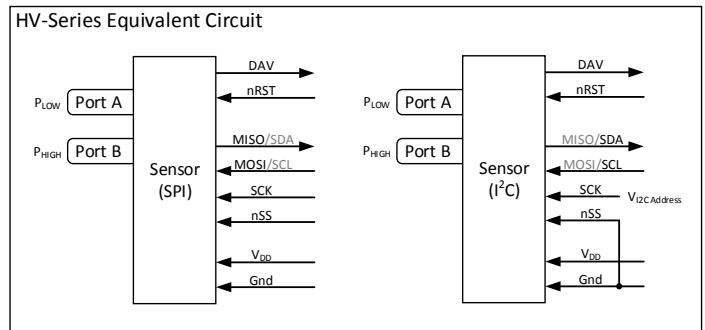 HV-Series Equivalent Circuit
DAV
nRST
PLOW Port A
PHIGH Port B
MISO/SDA
MOSI/SCL
Sensor
(SPI)
SCK
nSS
VDD
Gnd
DAV
nRST
PLOW Port A
PHIGH Port B
MISO/SDA
MOSI/SCL
Sensor
(I²C)
SCK
VI2C Address
nSS
VDD
Gnd